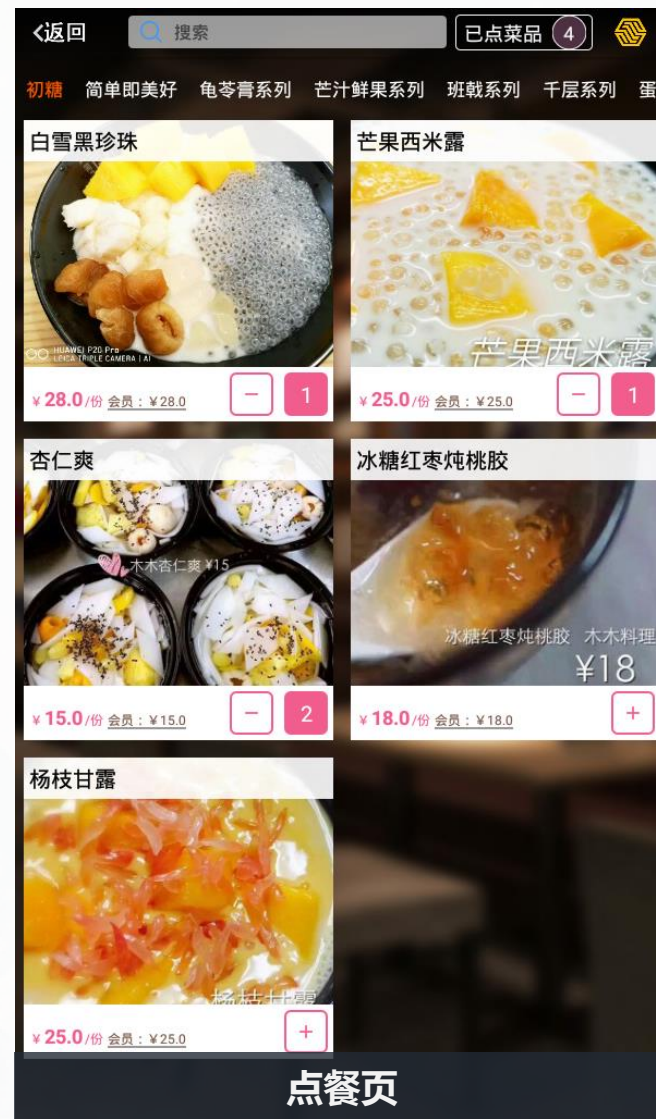 <返回
搜索
已点菜品 4
初糖 简单即美好 龟苓膏系列 芒汁鲜果系列 班戟系列 千层系列 蛋
白雪黑珍珠
芒果西米露
HUAWEI P20 Pro
LEICA TRIPLE CAMERA | AI
芒果西米露
¥ 28.0/份 会员：¥28.0 − 1
¥ 25.0/份 会员：¥25.0 − 1
杏仁爽
冰糖红枣炖桃胶
木木杏仁爽 ¥15
冰糖红枣炖桃胶 木木料理
¥18
¥ 15.0/份 会员：¥15.0 − 2
¥ 18.0/份 会员：¥18.0 +
杨枝甘露
杨枝甘露
¥ 25.0/份 会员：¥25.0 +
点餐页